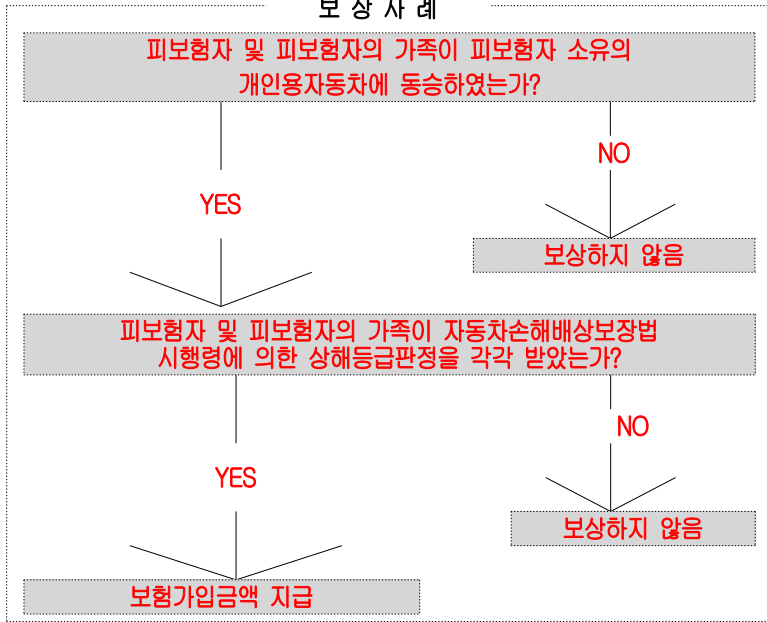 보 상 사 례
피보험자 및 피보험자의 가족이 피보험자 소유의
개인용자동차에 동승하였는가?
NO
YES
보상하지 않음
피보험자 및 피보험자의 가족이 자동차손해배상보장법
시행령에 의한 상해등급판정을 각각 받았는가?
NO
YES
보상하지 않음
보험가입금액 지급